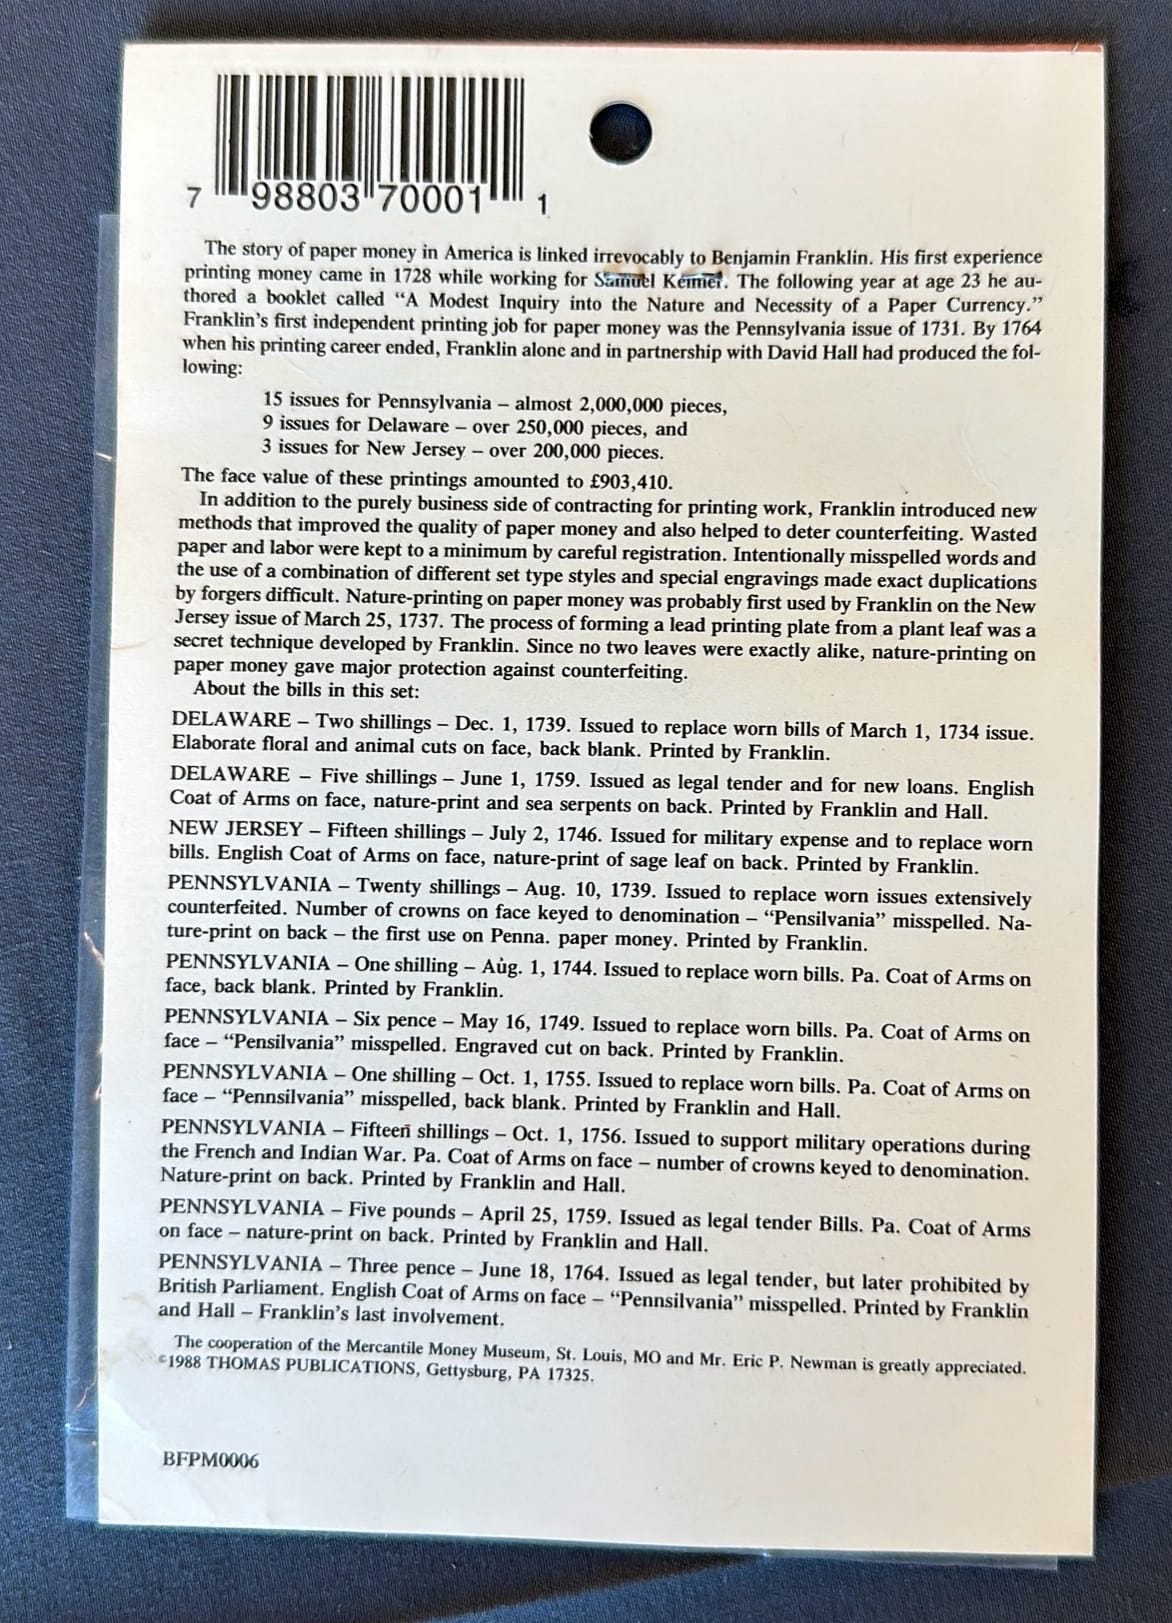 7 98803 70001 1
The story of paper money in America is linked irrevocably to Benjamin Franklin. His first experience
printing money came in 1728 while working for Samuel Keimer. The following year at age 23 he au-
thored a booklet called “A Modest Inquiry into the Nature and Necessity of a Paper Currency.”
Franklin’s first independent printing job for paper money was the Pennsylvania issue of 1731. By 1764
when his printing career ended, Franklin alone and in partnership with David Hall had produced the fol-
lowing:
15 issues for Pennsylvania – almost 2,000,000 pieces,
9 issues for Delaware – over 250,000 pieces, and
3 issues for New Jersey – over 200,000 pieces.
The face value of these printings amounted to £903,410.
In addition to the purely business side of contracting for printing work, Franklin introduced new
methods that improved the quality of paper money and also helped to deter counterfeiting. Wasted
paper and labor were kept to a minimum by careful registration. Intentionally misspelled words and
the use of a combination of different set type styles and special engravings made exact duplications
by forgers difficult. Nature-printing on paper money was probably first used by Franklin on the New
Jersey issue of March 25, 1737. The process of forming a lead printing plate from a plant leaf was a
secret technique developed by Franklin. Since no two leaves were exactly alike, nature-printing on
paper money gave major protection against counterfeiting.
About the bills in this set:
DELAWARE – Two shillings – Dec. 1, 1739. Issued to replace worn bills of March 1, 1734 issue.
Elaborate floral and animal cuts on face, back blank. Printed by Franklin.
DELAWARE – Five shillings – June 1, 1759. Issued as legal tender and for new loans. English
Coat of Arms on face, nature-print and sea serpents on back. Printed by Franklin and Hall.
NEW JERSEY – Fifteen shillings – July 2, 1746. Issued for military expense and to replace worn
bills. English Coat of Arms on face, nature-print of sage leaf on back. Printed by Franklin.
PENNSYLVANIA – Twenty shillings – Aug. 10, 1739. Issued to replace worn issues extensively
counterfeited. Number of crowns on face keyed to denomination – “Pensilvania” misspelled. Na-
ture-print on back – the first use on Penna. paper money. Printed by Franklin.
PENNSYLVANIA – One shilling – Aug. 1, 1744. Issued to replace worn bills. Pa. Coat of Arms on
face, back blank. Printed by Franklin.
PENNSYLVANIA – Six pence – May 16, 1749. Issued to replace worn bills. Pa. Coat of Arms on
face – “Pensilvania” misspelled. Engraved cut on back. Printed by Franklin.
PENNSYLVANIA – One shilling – Oct. 1, 1755. Issued to replace worn bills. Pa. Coat of Arms on
face – “Pennsilvania” misspelled, back blank. Printed by Franklin and Hall.
PENNSYLVANIA – Fifteen shillings – Oct. 1, 1756. Issued to support military operations during
the French and Indian War. Pa. Coat of Arms on face – number of crowns keyed to denomination.
Nature-print on back. Printed by Franklin and Hall.
PENNSYLVANIA – Five pounds – April 25, 1759. Issued as legal tender Bills. Pa. Coat of Arms
on face – nature-print on back. Printed by Franklin and Hall.
PENNSYLVANIA – Three pence – June 18, 1764. Issued as legal tender, but later prohibited by
British Parliament. English Coat of Arms on face – “Pennsilvania” misspelled. Printed by Franklin
and Hall – Franklin’s last involvement.
The cooperation of the Mercantile Money Museum, St. Louis, MO and Mr. Eric P. Newman is greatly appreciated.
©1988 THOMAS PUBLICATIONS, Gettysburg, PA 17325.
BFPM0006